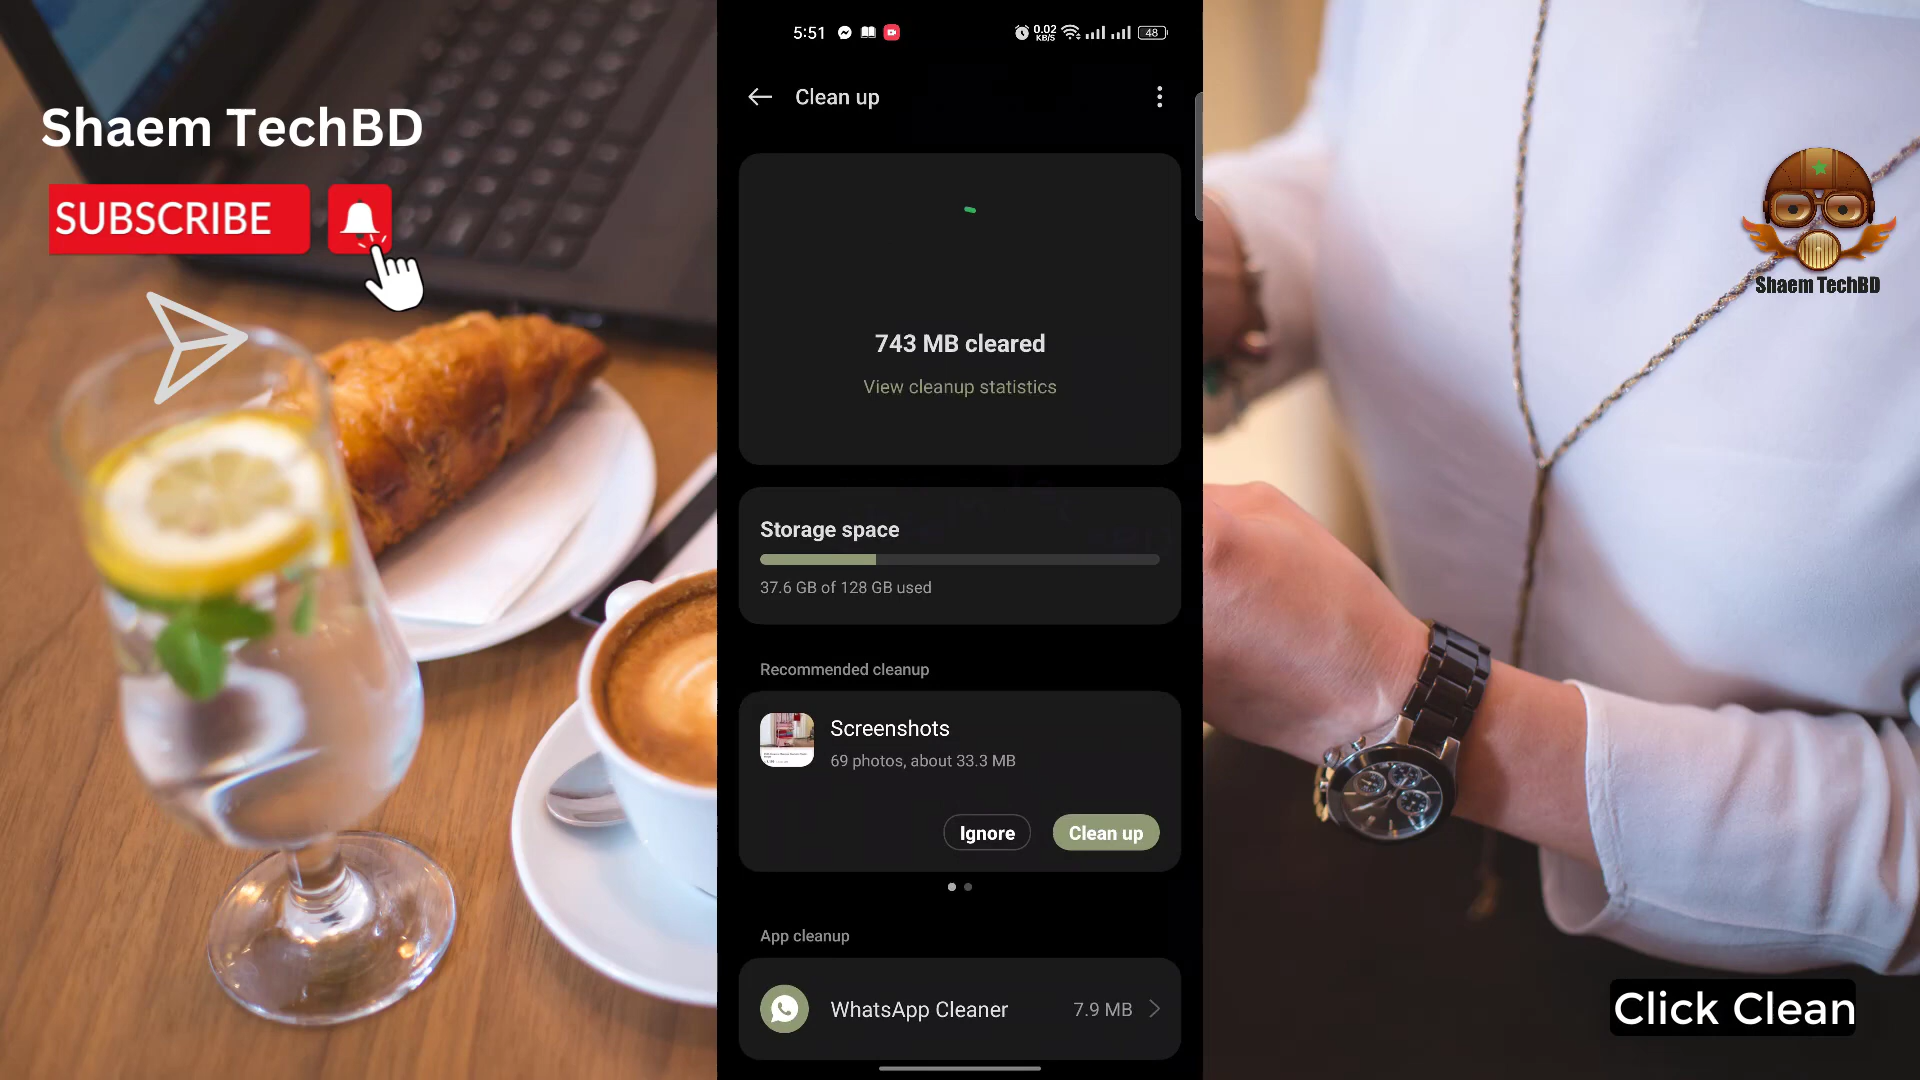 Shaem TechBD
SUBSCRIBE
5:51
0.02
KB/S
48
Clean up
743 MB cleared
View cleanup statistics
Storage space
37.6 GB of 128 GB used
Recommended cleanup
Screenshots
69 photos, about 33.3 MB
Ignore
Clean up
App cleanup
WhatsApp Cleaner
7.9 MB
Shaem TechBD
Click Clean